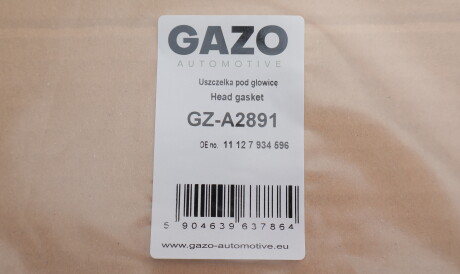 GAZO
AUTOMOTIVE
Uszczelka pod głowicę
Head gasket
GZ-A2891
OE no. 11 12 7 934 596
5 904639 637864
www.gazo-automotive.eu